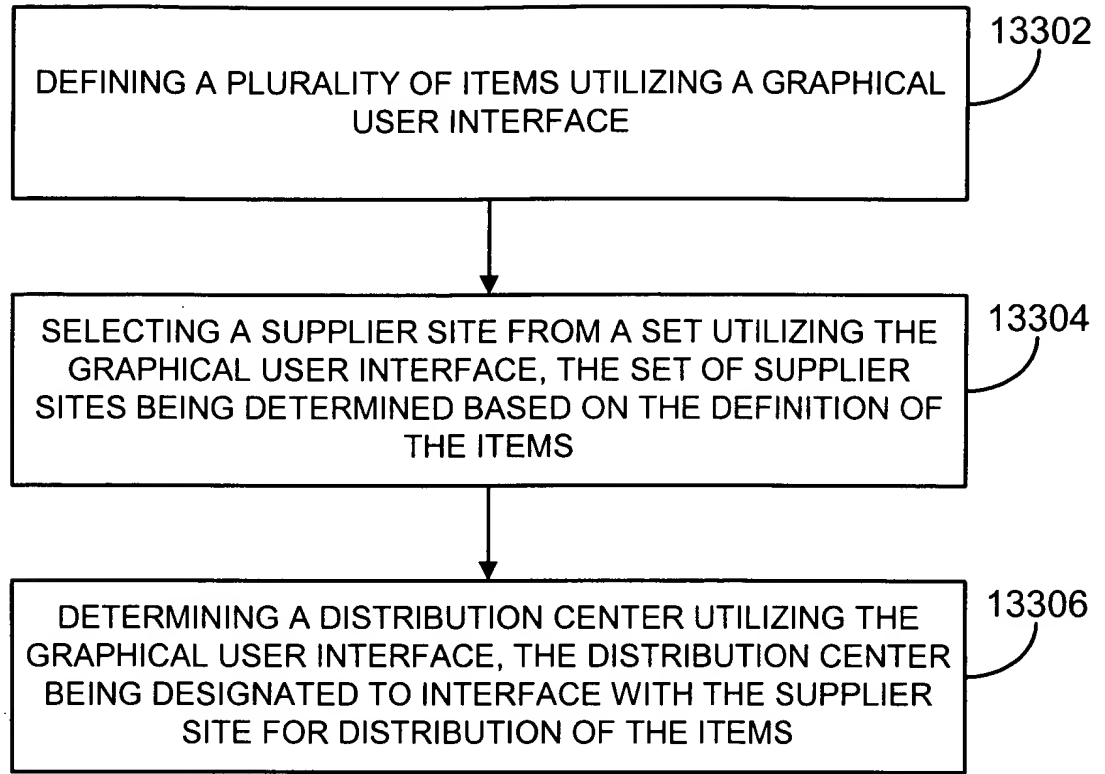 13302
DEFINING A PLURALITY OF ITEMS UTILIZING A GRAPHICAL
USER INTERFACE
13304
SELECTING A SUPPLIER SITE FROM A SET UTILIZING THE
GRAPHICAL USER INTERFACE, THE SET OF SUPPLIER
SITES BEING DETERMINED BASED ON THE DEFINITION OF
THE ITEMS
13306
DETERMINING A DISTRIBUTION CENTER UTILIZING THE
GRAPHICAL USER INTERFACE, THE DISTRIBUTION CENTER
BEING DESIGNATED TO INTERFACE WITH THE SUPPLIER
SITE FOR DISTRIBUTION OF THE ITEMS